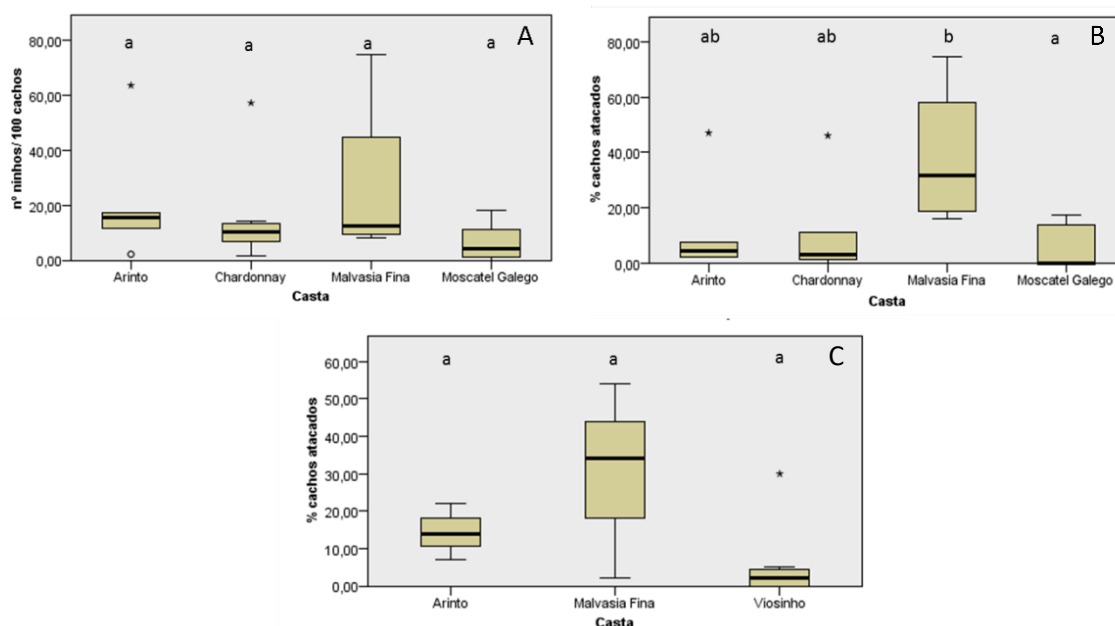 A
a a a a
nº ninhos/ 100 cachos
80,00
60,00
40,00
20,00
0,00
Arinto Chardonnay Malvasia Fina Moscatel Galego
Casta
B
ab ab b a
% cachos atacados
80,00
60,00
40,00
20,00
0,00
Arinto Chardonnay Malvasia Fina Moscatel Galego
Casta
C
a a a
% cachos atacados
60,00
50,00
40,00
30,00
20,00
10,00
0,00
Arinto Malvasia Fina Viosinho
Casta